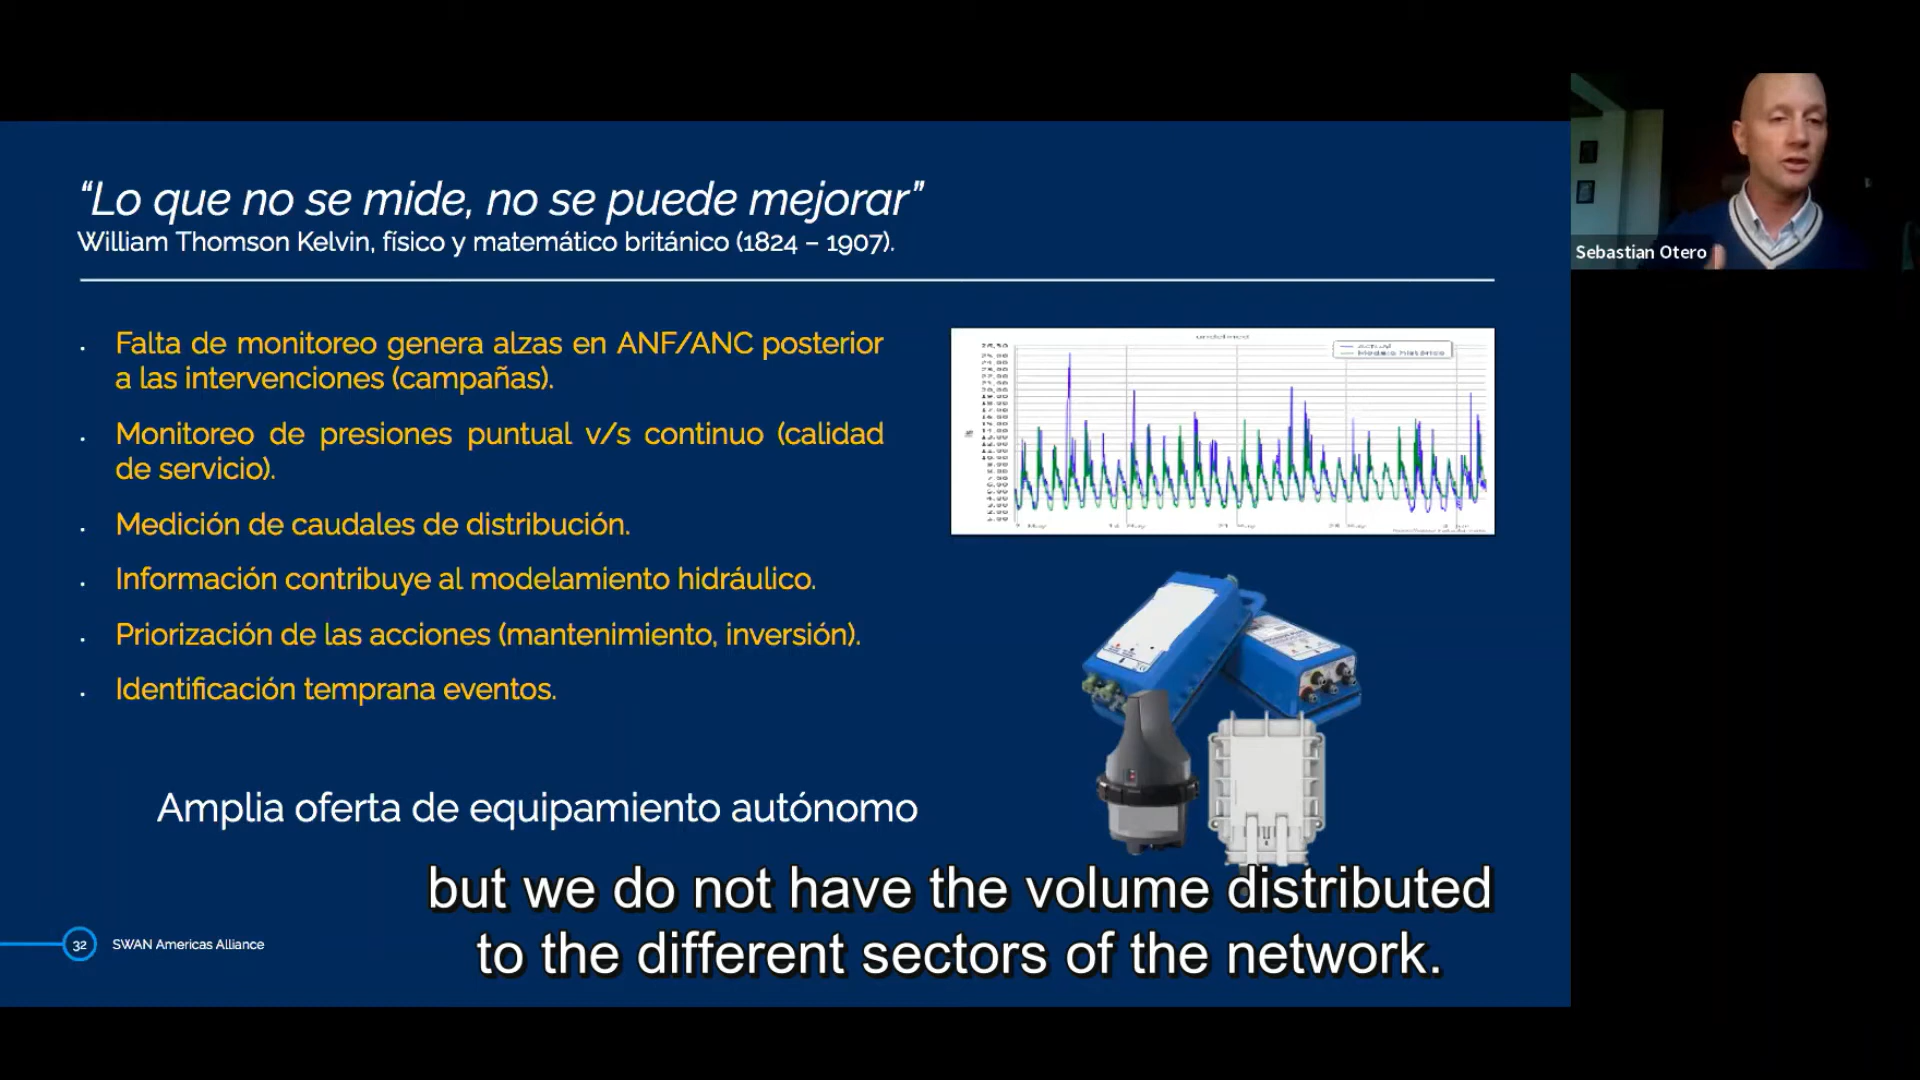 “Lo que no se mide, no se puede mejorar”
William Thomson Kelvin, físico y matemático británico (1824 – 1907).
Falta de monitoreo genera alzas en ANF/ANC posterior
a las intervenciones (campañas).
Monitoreo de presiones puntual v/s continuo (calidad
de servicio).
Medición de caudales de distribución.
Información contribuye al modelamiento hidráulico.
Priorización de las acciones (mantenimiento, inversión).
Identificación temprana eventos.
undefined
Actual
Modelo histórico
Amplia oferta de equipamiento autónomo
but we do not have the volume distributed
to the different sectors of the network.
32 SWAN Americas Alliance
Sebastian Otero